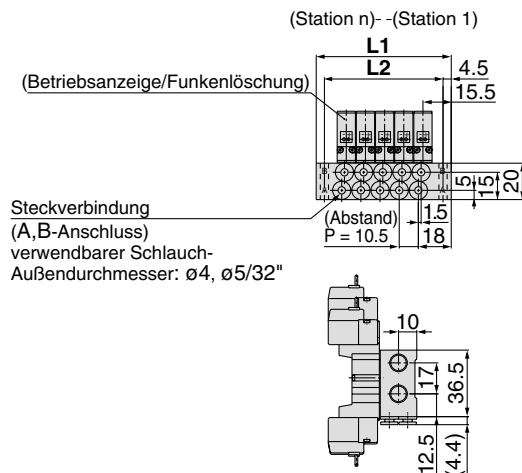 (Station n)- -(Station 1)
L1
L2
4.5
(Betriebsanzeige/Funkenlöschung)
15.5
5
15
20
Steckverbindung
(A,B-Anschluss)
verwendbarer Schlauch-
Außendurchmesser: ø4, ø5/32"
(Abstand)
P = 10.5
1.5
18
10
17
36.5
12.5
(4.4)